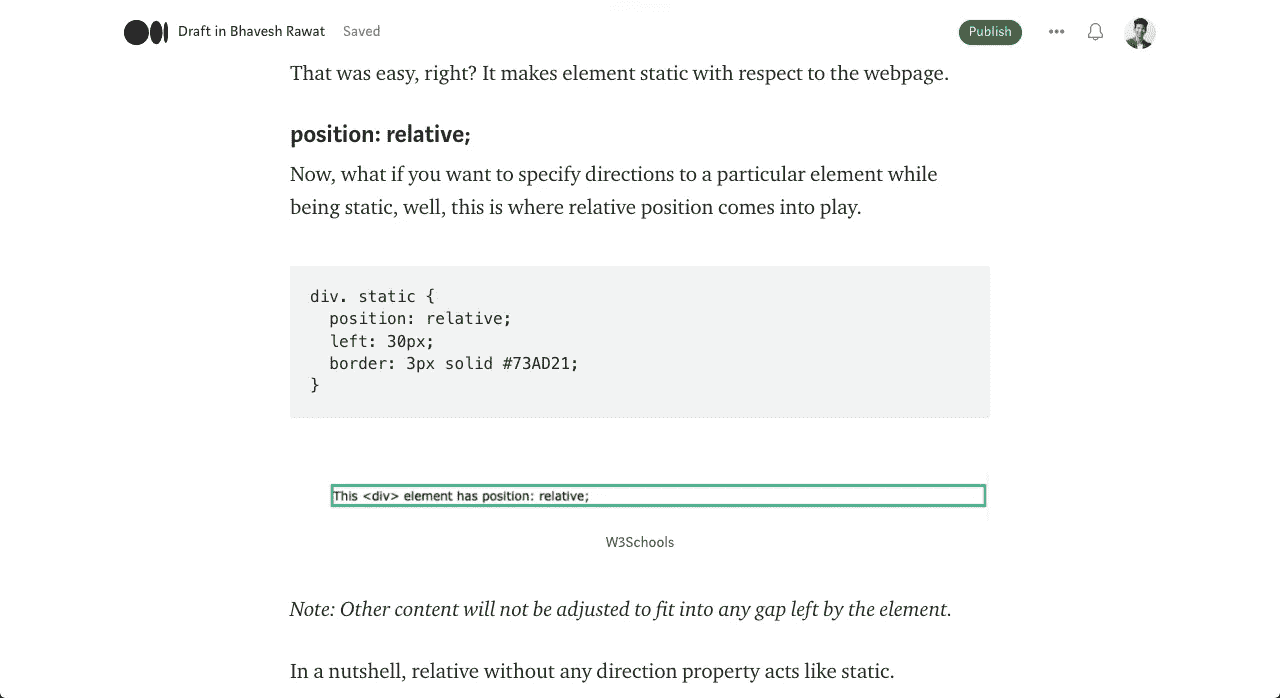 Draft in Bhavesh Rawat Saved Publish
That was easy, right? It makes element static with respect to the webpage.
position: relative;
Now, what if you want to specify directions to a particular element while
being static, well, this is where relative position comes into play.
div. static {
  position: relative;
  left: 30px;
  border: 3px solid #73AD21;
}
This <div> element has position: relative;
W3Schools
Note: Other content will not be adjusted to fit into any gap left by the element.
In a nutshell, relative without any direction property acts like static.